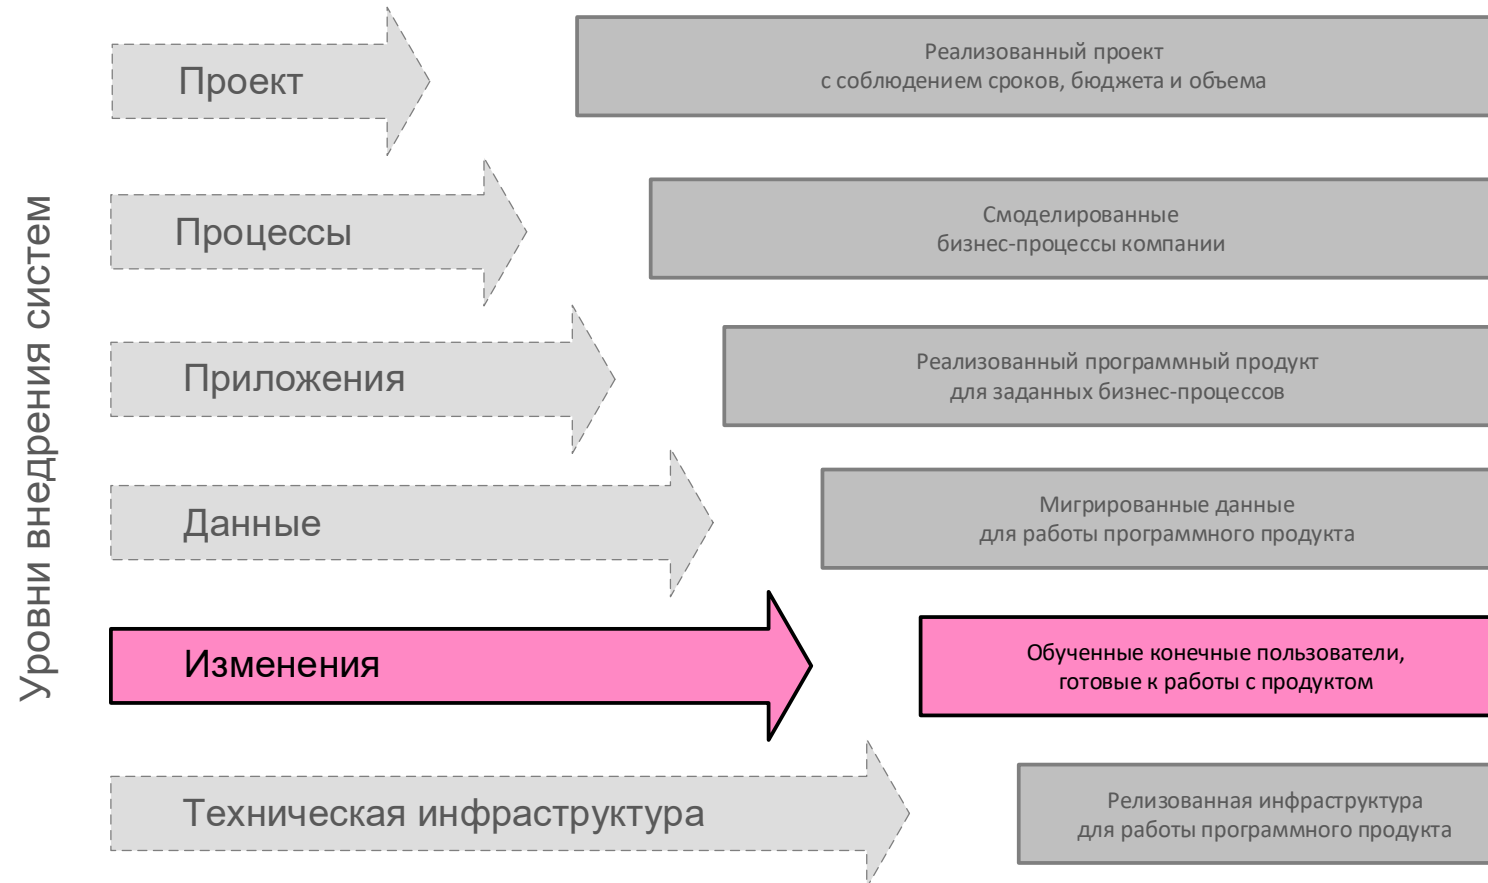 Уровни внедрения систем
Проект
Реализованный проект
с соблюдением сроков, бюджета и объема
Процессы
Смоделированные
бизнес-процессы компании
Приложения
Реализованный программный продукт
для заданных бизнес-процессов
Данные
Мигрированные данные
для работы программного продукта
Изменения
Обученные конечные пользователи,
готовые к работы с продуктом
Техническая инфраструктура
Релизованная инфраструктура
для работы программного продукта